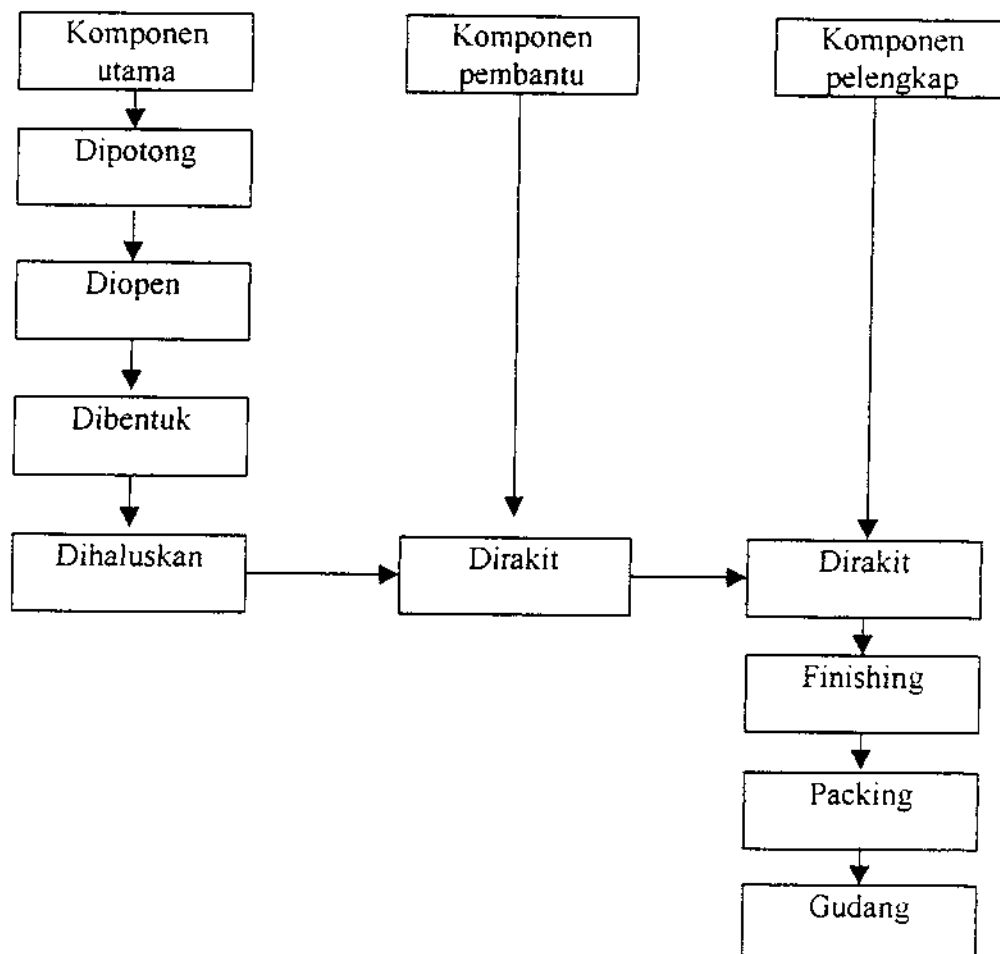 Komponen
utama
Dipotong
Diopen
Dibentuk
Dihaluskan
Komponen
pembantu
Dirakit
Komponen
pelengkap
Dirakit
Finishing
Packing
Gudang